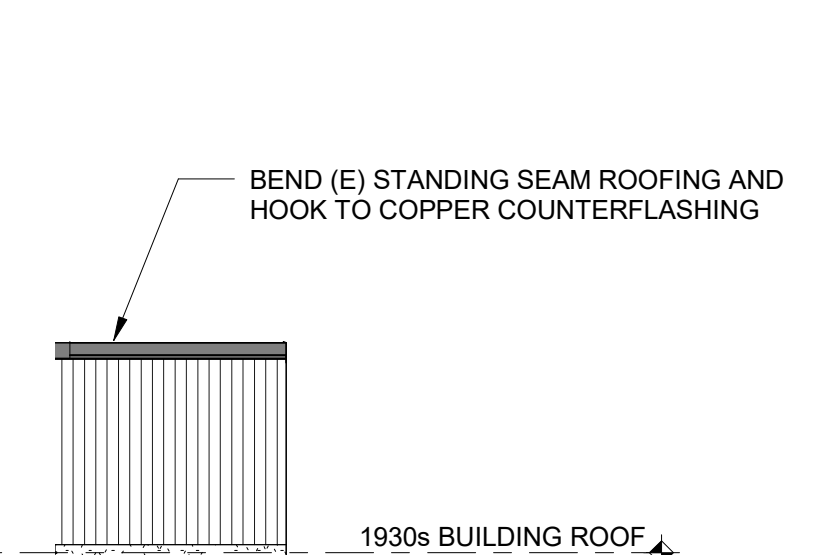 BEND (E) STANDING SEAM ROOFING AND
HOOK TO COPPER COUNTERFLASHING
1930s BUILDING ROOF